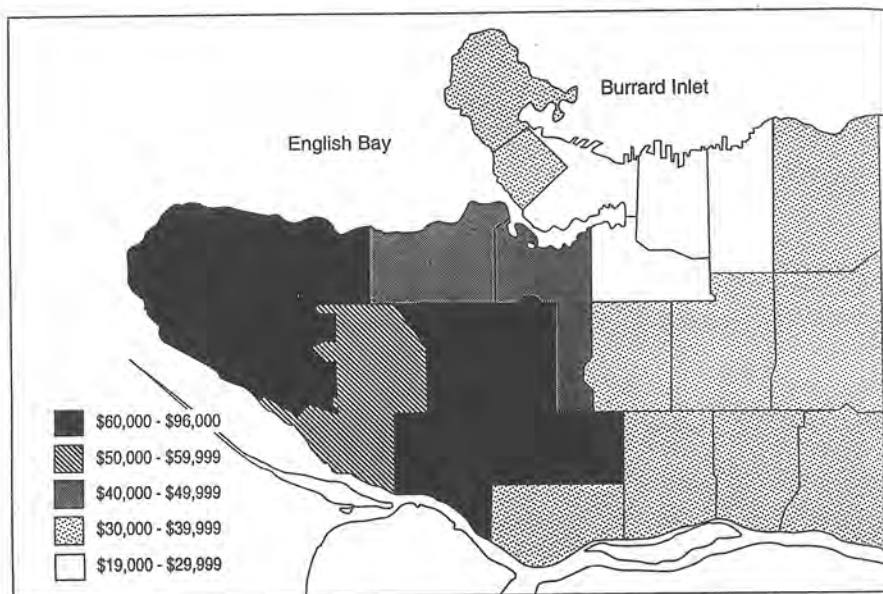 Burrard Inlet
English Bay
$60,000 - $96,000
$50,000 - $59,999
$40,000 - $49,999
$30,000 - $39,999
$19,000 - $29,999